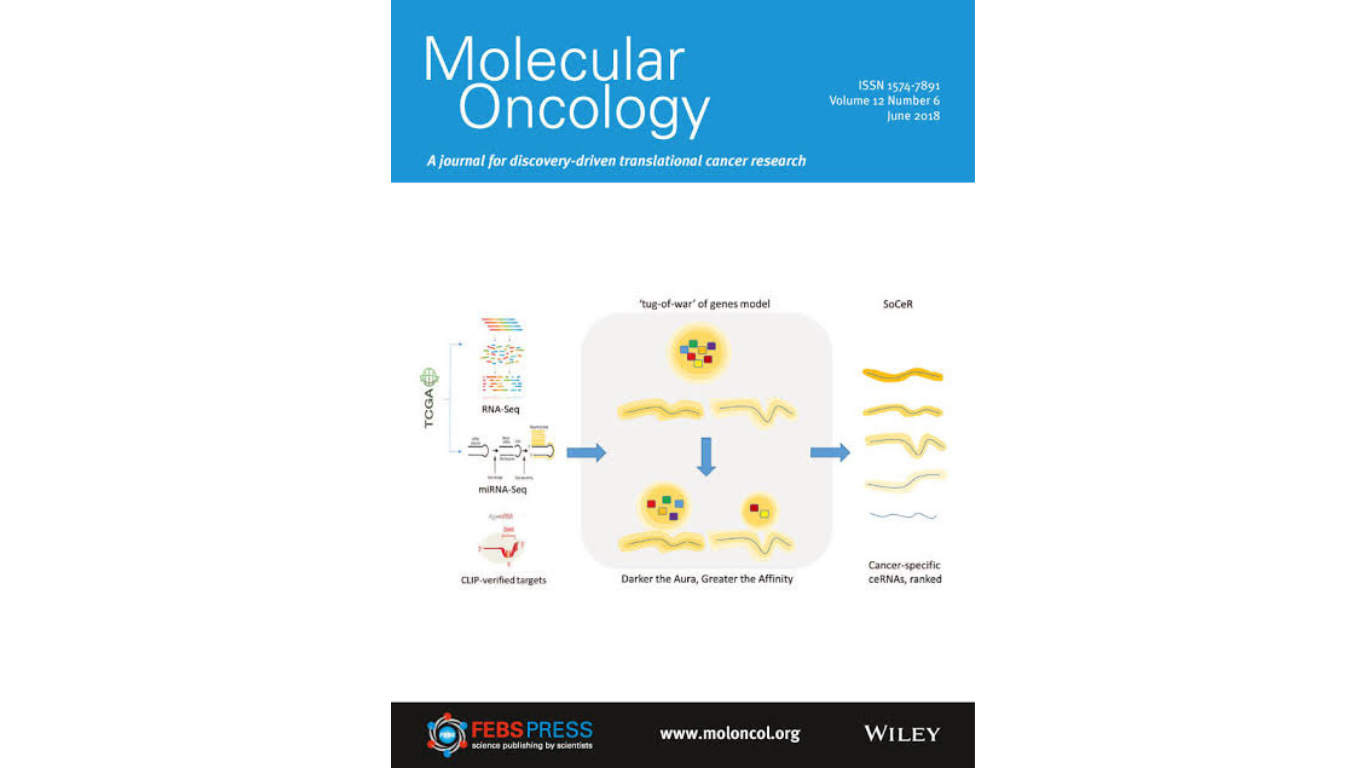 Molecular
Oncology
ISSN 1574-7891
Volume 12 Number 6
June 2018
A journal for discovery-driven translational cancer research
'tug-of-war' of genes model
SoCeR
TCGA
RNA-Seq
miRNA-Seq
CLIP-verified targets
Darker the Aura, Greater the Affinity
Cancer-specific
ceRNAs, ranked
FEBS PRESS
science publishing by scientists
www.moloncol.org
WILEY